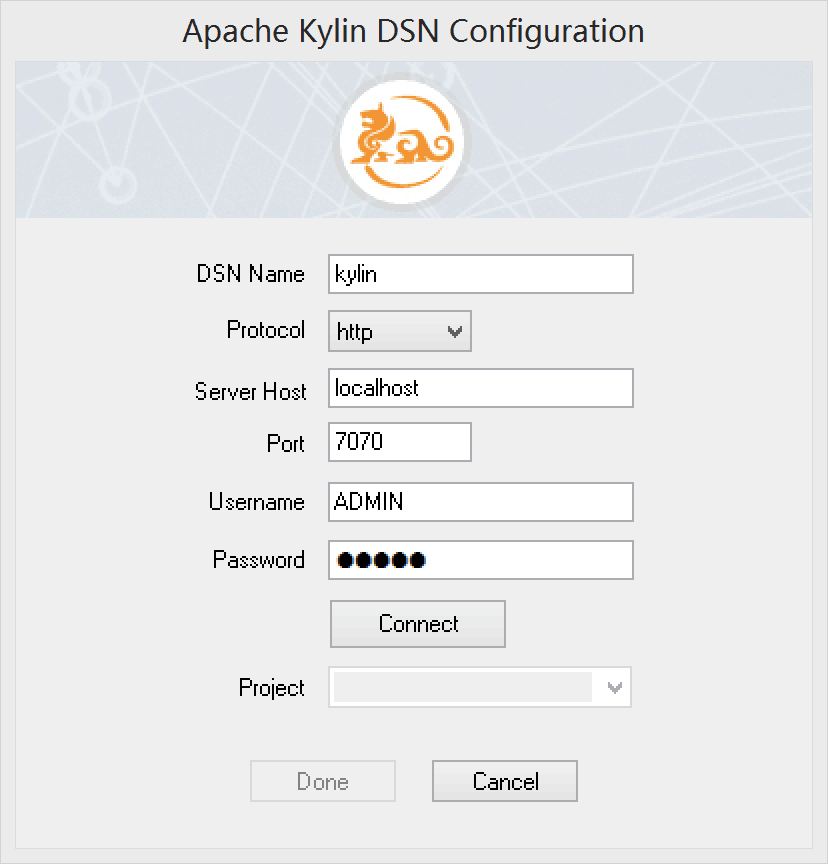 Apache Kylin DSN Configuration
DSN Name kylin
Protocol http
Server Host localhost
Port 7070
Username ADMIN
Password ●●●●●
Connect
Project
Done Cancel